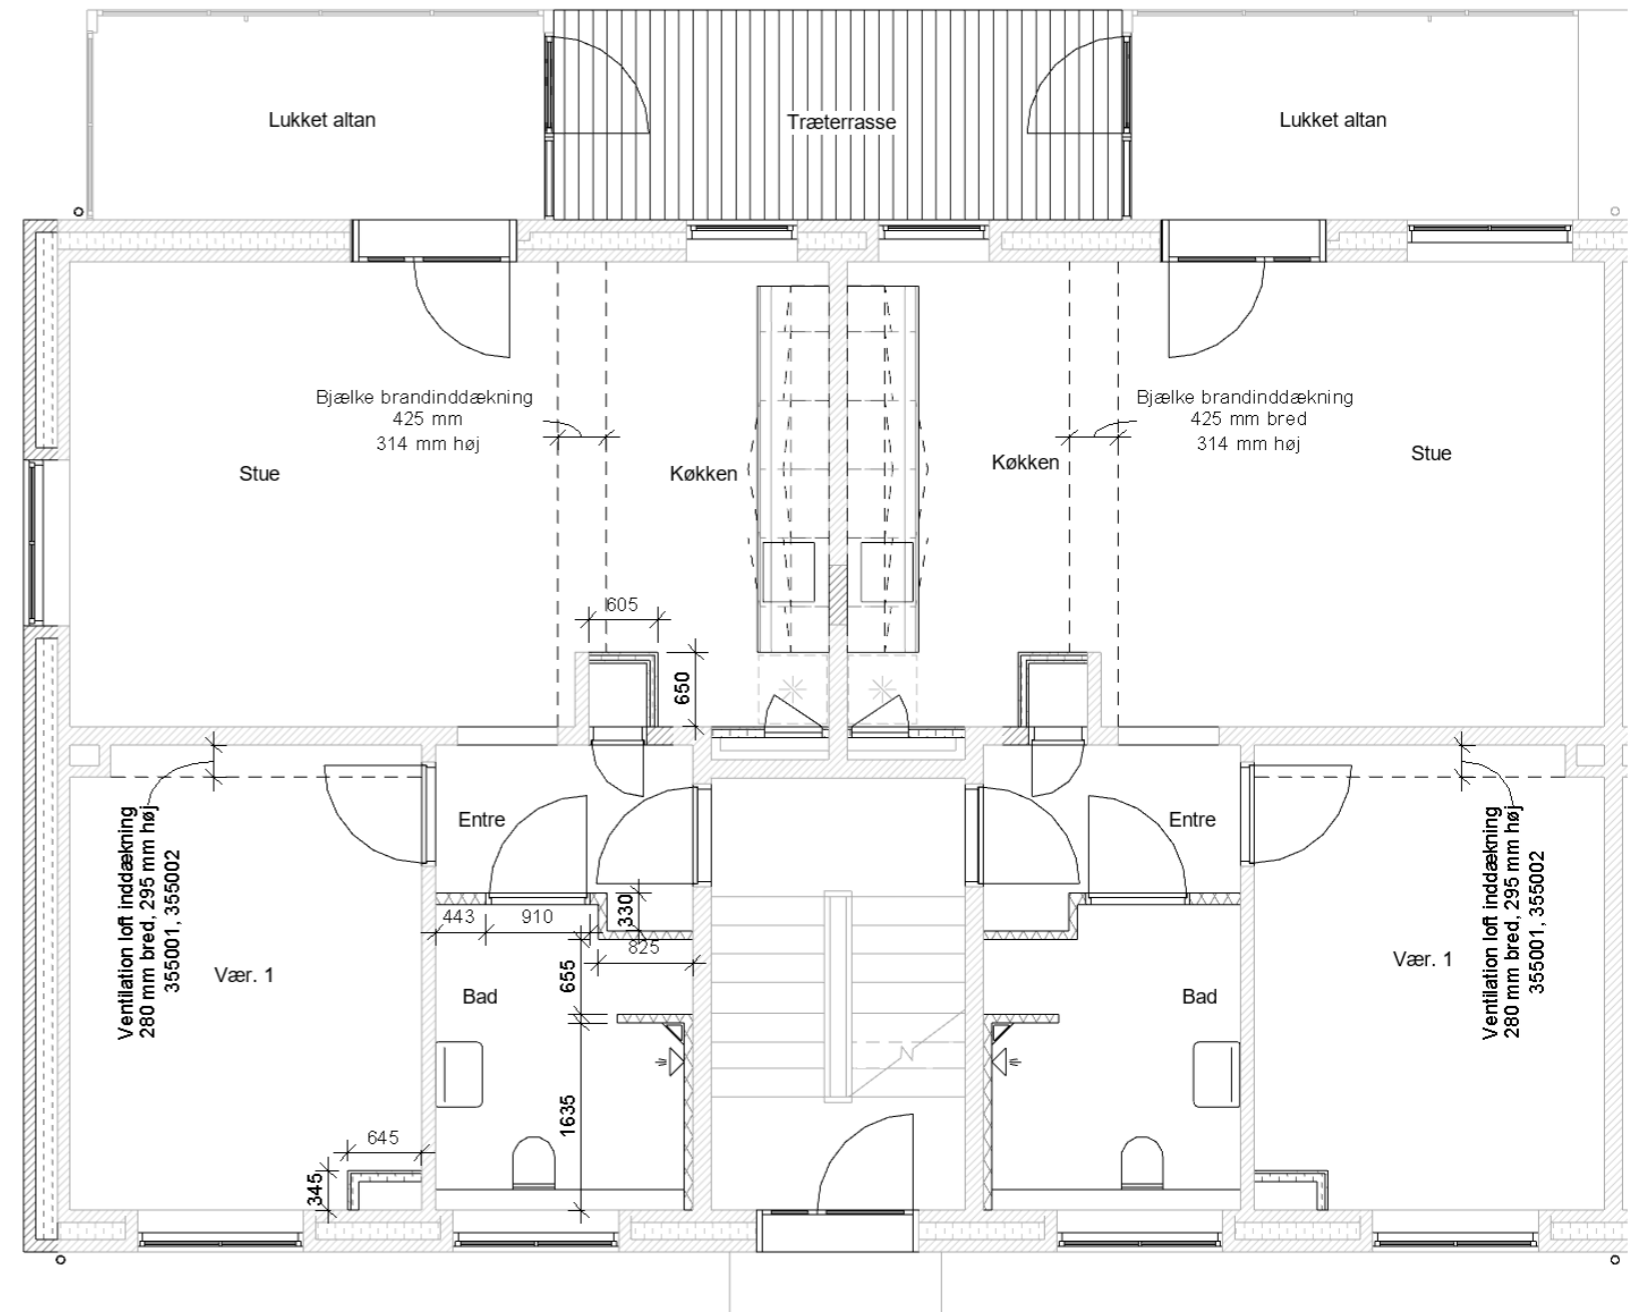 Lukket altan
Træterrasse
Lukket altan
Bjælke brandinddækning
425 mm
314 mm høj
Bjælke brandinddækning
425 mm bred
314 mm høj
Stue
Køkken
Køkken
Stue
605
650
Entre
Entre
Ventilation loft inddækning
280 mm bred, 295 mm høj
355001, 355002
Ventilation loft inddækning
280 mm bred, 295 mm høj
355001, 355002
443
910
330
825
655
Vær. 1
Bad
Bad
Vær. 1
1635
645
345